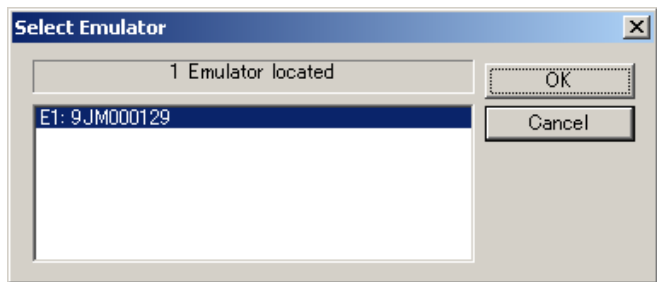 Select Emulator
1 Emulator located
OK
E1: 9JM000129
Cancel